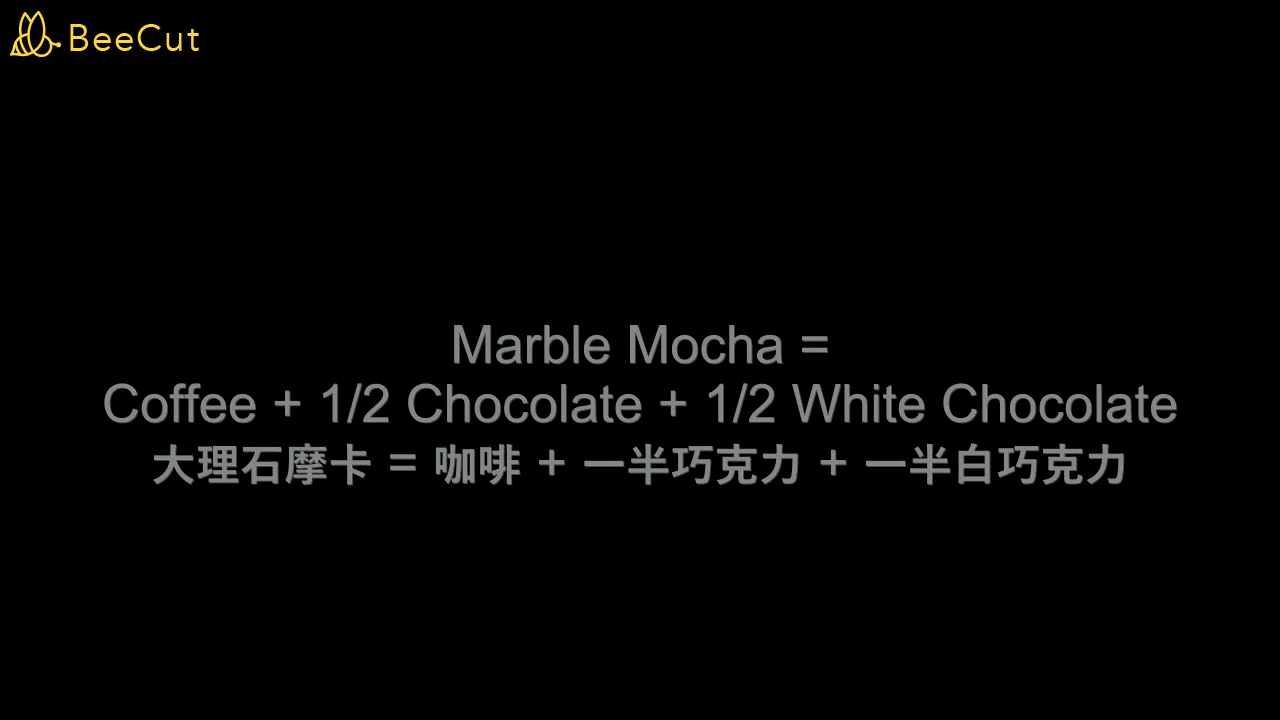 BeeCut
Marble Mocha =
Coffee + 1/2 Chocolate + 1/2 White Chocolate
大理石摩卡 = 咖啡 + 一半巧克力 + 一半白巧克力